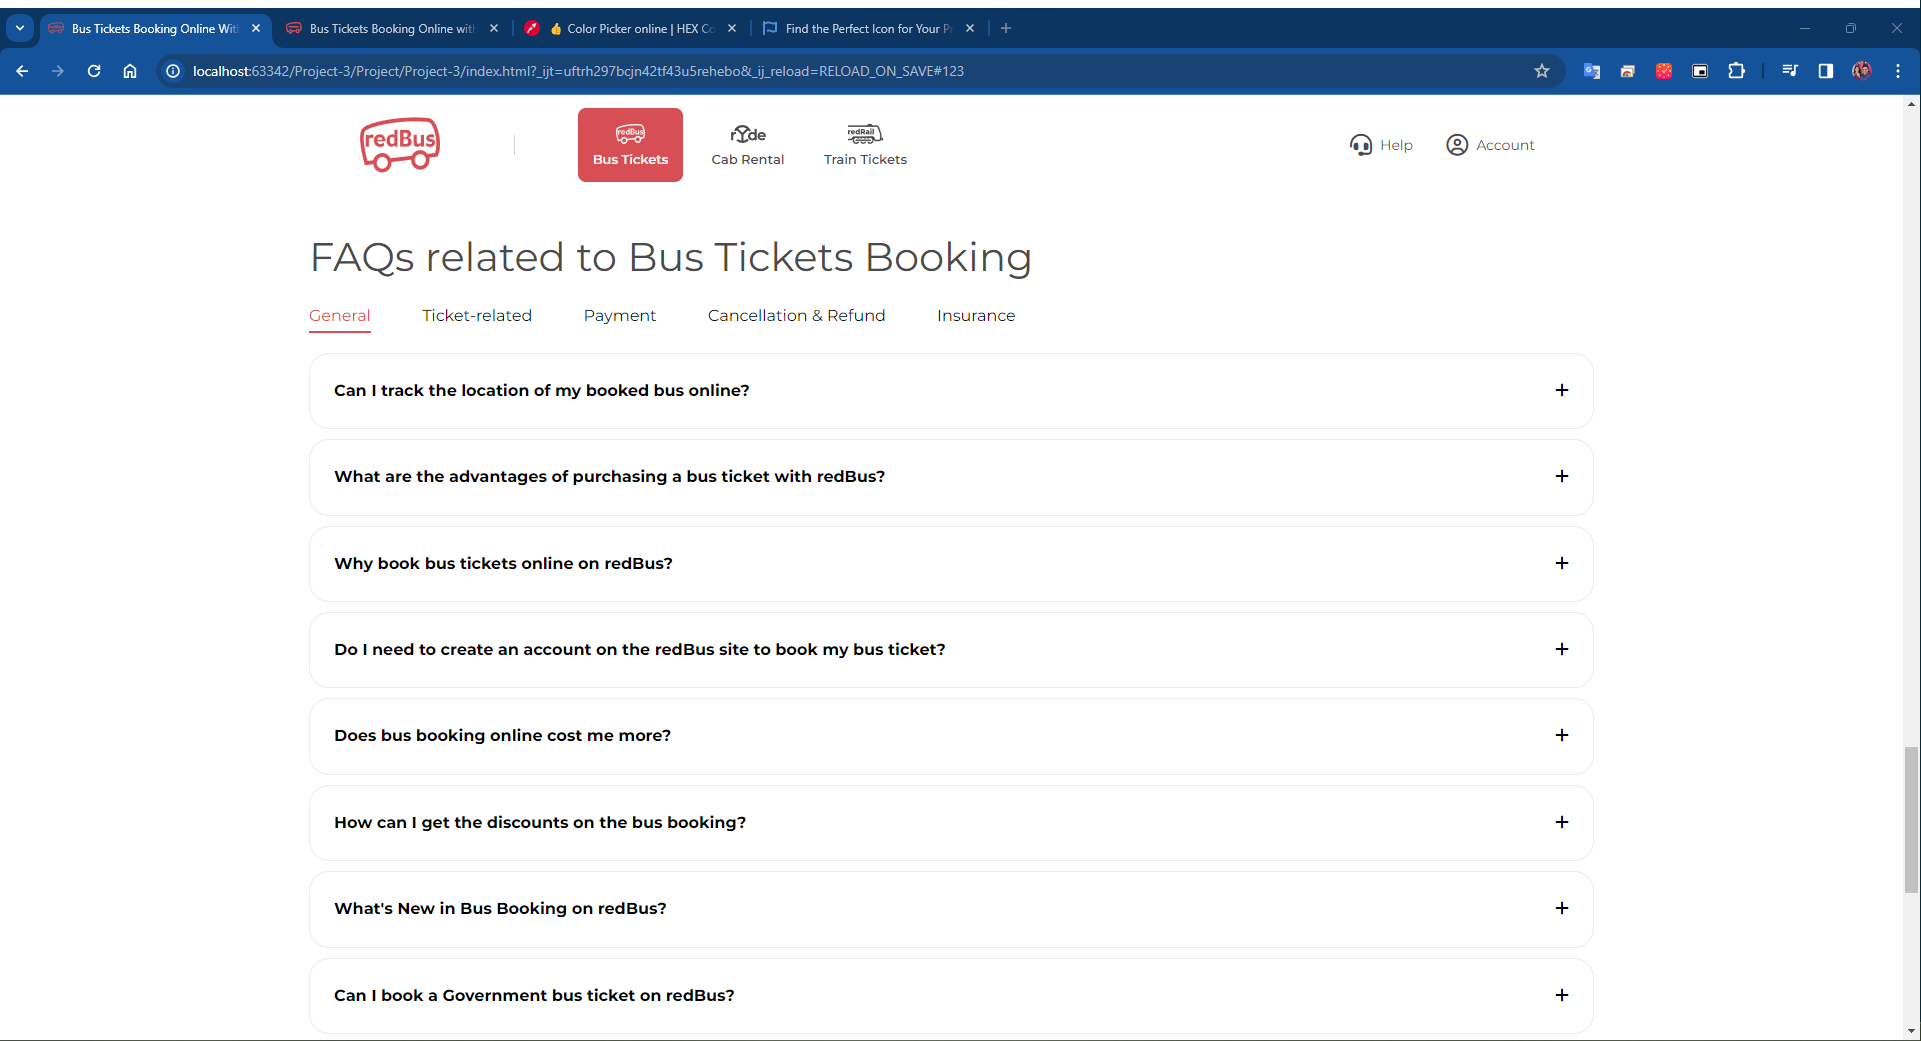 Bus Tickets Booking Online Wit
Bus Tickets Booking Online with
Color Picker online | HEX Co
Find the Perfect Icon for Your P
localhost:63342/Project-3/Project/Project-3/index.html?_ijt=uftrh297bcjn42tf43u5rehebo&_ij_reload=RELOAD_ON_SAVE#123
redBus
redBus
Bus Tickets
rYde
Cab Rental
redRail
Train Tickets
Help
Account
FAQs related to Bus Tickets Booking
General
Ticket-related
Payment
Cancellation & Refund
Insurance
Can I track the location of my booked bus online?
What are the advantages of purchasing a bus ticket with redBus?
Why book bus tickets online on redBus?
Do I need to create an account on the redBus site to book my bus ticket?
Does bus booking online cost me more?
How can I get the discounts on the bus booking?
What's New in Bus Booking on redBus?
Can I book a Government bus ticket on redBus?